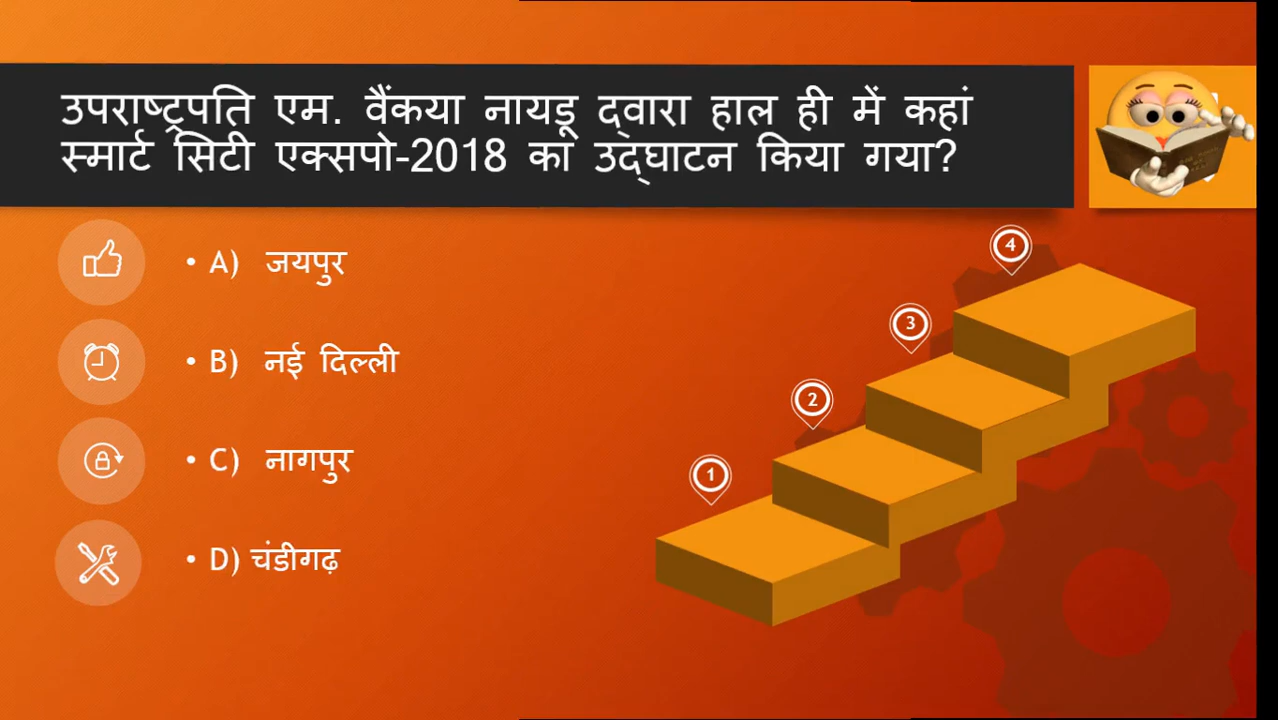 उपराष्ट्रपति एम. वैंकया नायडू द्वारा हाल ही में कहां
स्मार्ट सिटी एक्सपो-2018 का उद्घाटन किया गया?
• A) जयपुर
• B) नई दिल्ली
• C) नागपुर
• D) चंडीगढ़
4
3
2
1